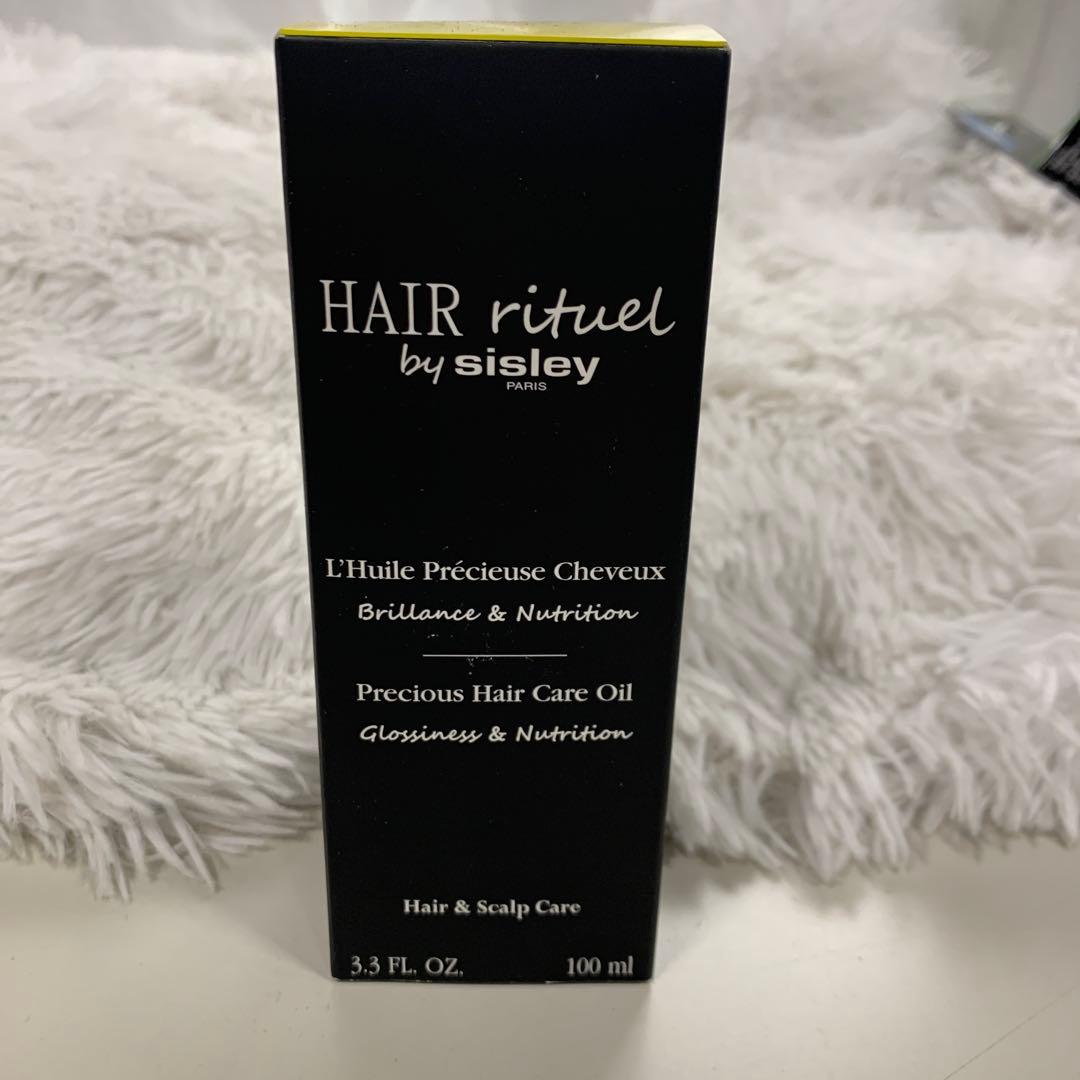 HAIR rituel
by sisley
PARIS
L'Huile Précieuse Cheveux
Brillance & Nutrition
Precious Hair Care Oil
Glossiness & Nutrition
Hair & Scalp Care
3.3 FL. OZ. 100 ml